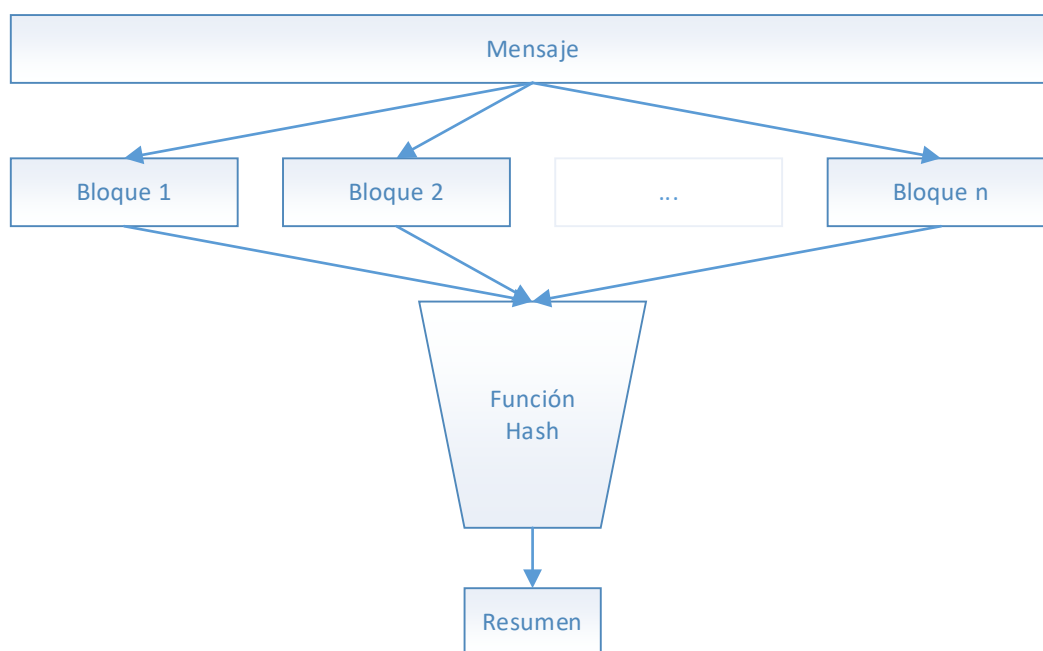 Mensaje
Bloque 1
Bloque 2
...
Bloque n
Función
Hash
Resumen